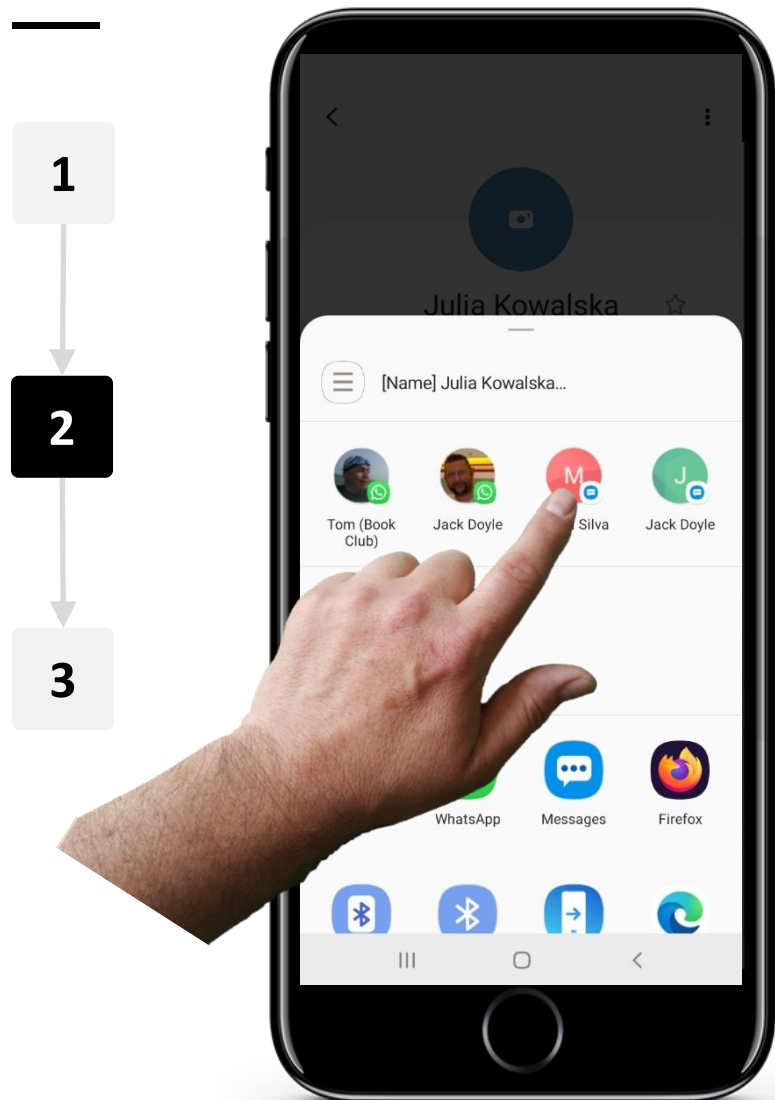 1
2
3
Julia Kowalska
[Name] Julia Kowalska...
M
J
Tom (Book
Club)
Jack Doyle
Silva
Jack Doyle
WhatsApp
Messages
Firefox